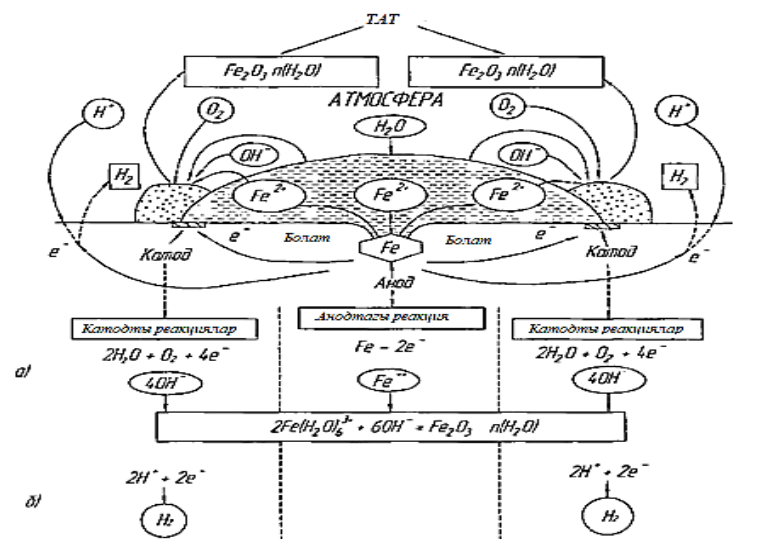 ТАТ
Fe₂O₃ n(H₂O) Fe₂O₃ n(H₂O)
АТМОСФЕРА
H⁺ O₂ H₂O O₂ H⁺
OH⁻ OH⁻
H₂ Fe²⁺ Fe²⁺ Fe²⁺ H₂
e⁻ Катод e⁻ Болат Fe Болат e⁻ Катод e⁻
Анод
Катодты реакциялар Анодтағы реакция Катодты реакциялар
2H₂O + O₂ + 4e⁻ Fe – 2e⁻ 2H₂O + O₂ + 4e⁻
а)
4OH⁻ Fe⁺⁺ 4OH⁻
2Fe(H₂O)₆³⁺ + 6OH⁻ = Fe₂O₃ n(H₂O)
2H⁺ + 2e⁻ 2H⁺ + 2e⁻
б)
H₂ H₂